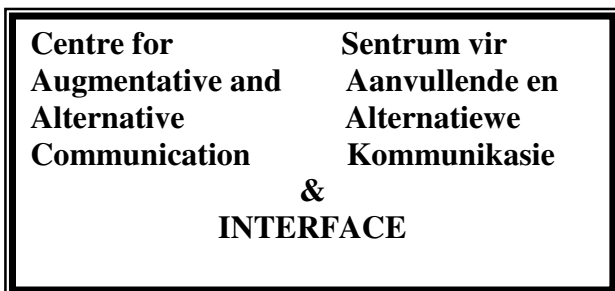 Centre for Sentrum vir
Augmentative and Aanvullende en
Alternative Alternatiewe
Communication Kommunikasie
&
INTERFACE